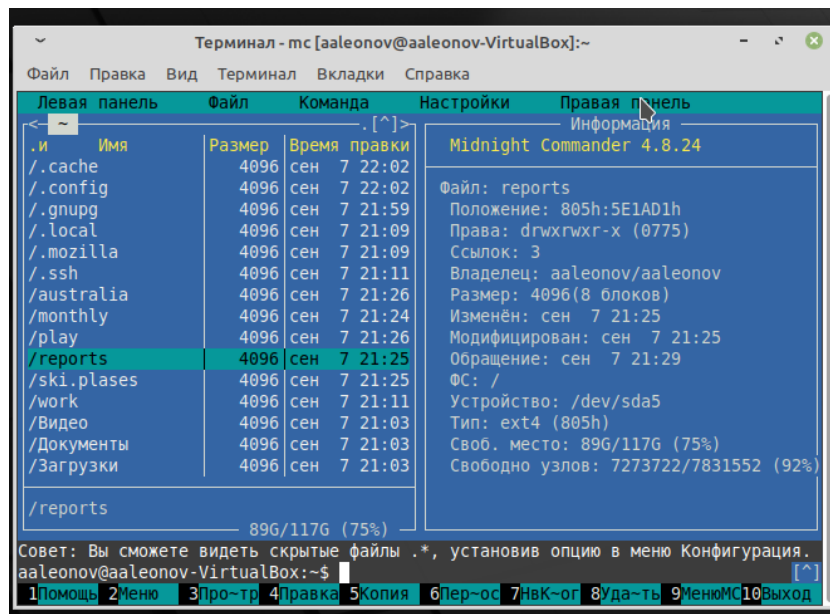 Терминал - mc [aaleonov@aaleonov-VirtualBox]:~
Файл Правка Вид Терминал Вкладки Справка
Левая панель Файл Команда Настройки Правая панель
<- ~ .[^]>
Информация
.и Имя Размер Время правки
Midnight Commander 4.8.24
/.cache 4096 сен 7 22:02
/.config 4096 сен 7 22:02
Файл: reports
/.gnupg 4096 сен 7 21:59
Положение: 805h:5E1AD1h
/.local 4096 сен 7 21:09
Права: drwxrwxr-x (0775)
/.mozilla 4096 сен 7 21:09
Ссылок: 3
/.ssh 4096 сен 7 21:11
Владелец: aaleonov/aaleonov
/australia 4096 сен 7 21:26
Размер: 4096(8 блоков)
/monthly 4096 сен 7 21:24
Изменён: сен 7 21:25
/play 4096 сен 7 21:26
Модифицирован: сен 7 21:25
/reports 4096 сен 7 21:25
Обращение: сен 7 21:29
/ski.plases 4096 сен 7 21:25
ФС: /
/work 4096 сен 7 21:11
Устройство: /dev/sda5
/Видео 4096 сен 7 21:03
Тип: ext4 (805h)
/Документы 4096 сен 7 21:03
Своб. место: 89G/117G (75%)
/Загрузки 4096 сен 7 21:03
Свободно узлов: 7273722/7831552 (92%)
/reports
89G/117G (75%)
Совет: Вы сможете видеть скрытые файлы .*, установив опцию в меню Конфигурация.
aaleonov@aaleonov-VirtualBox:~$ [^]
1Помощь 2Меню 3Про~тр 4Правка 5Копия 6Пер~ос 7НвК~ог 8Уда~ть 9МенюMC 10Выход